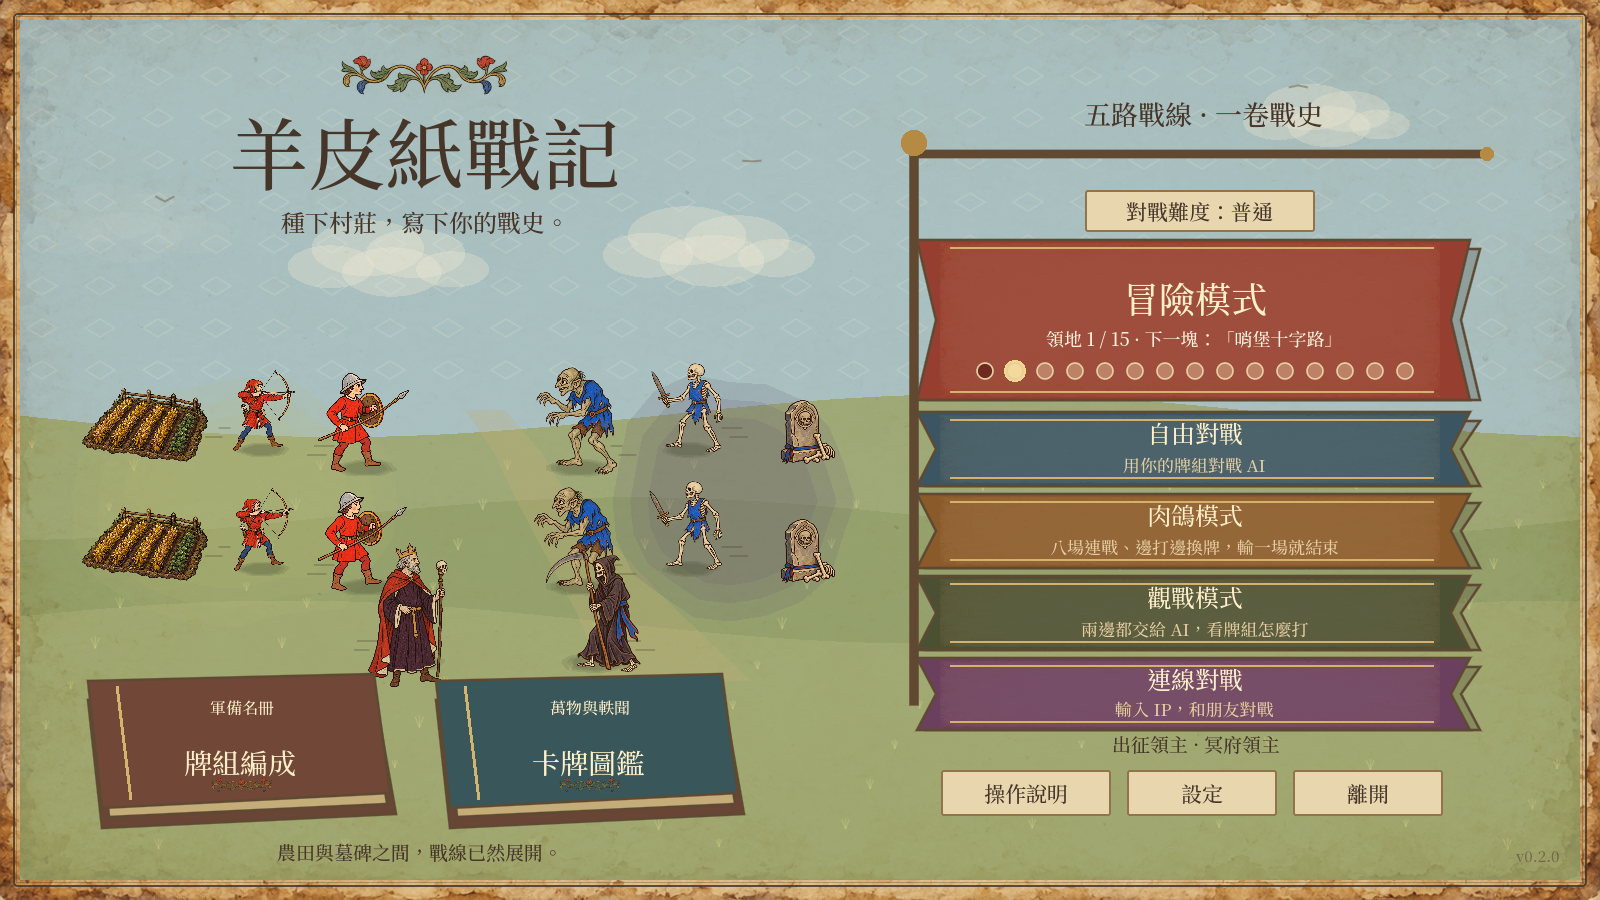 羊皮紙戰記
種下村莊，寫下你的戰史。
五路戰線·一卷戰史
對戰難度：普通
冒險模式
領地 1 / 15 · 下一塊：「哨堡十字路」
自由對戰
用你的牌組對戰 AI
肉鴿模式
八場連戰、邊打邊換牌，輸一場就結束
觀戰模式
兩邊都交給 AI，看牌組怎麼打
連線對戰
輸入 IP，和朋友對戰
出征領主 · 冥府領主
操作說明
設定
離開
軍備名冊
牌組編成
萬物與軼聞
卡牌圖鑑
農田與墓碑之間，戰線已然展開。
v0.2.0